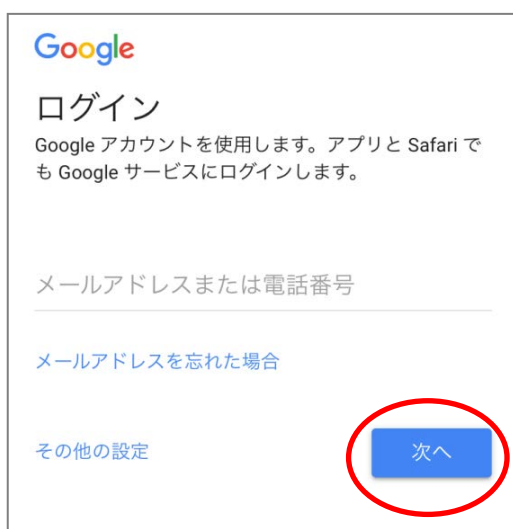 Google
ログイン
Google アカウントを使用します。アプリと Safari で
も Google サービスにログインします。
メールアドレスまたは電話番号
メールアドレスを忘れた場合
その他の設定
次へ